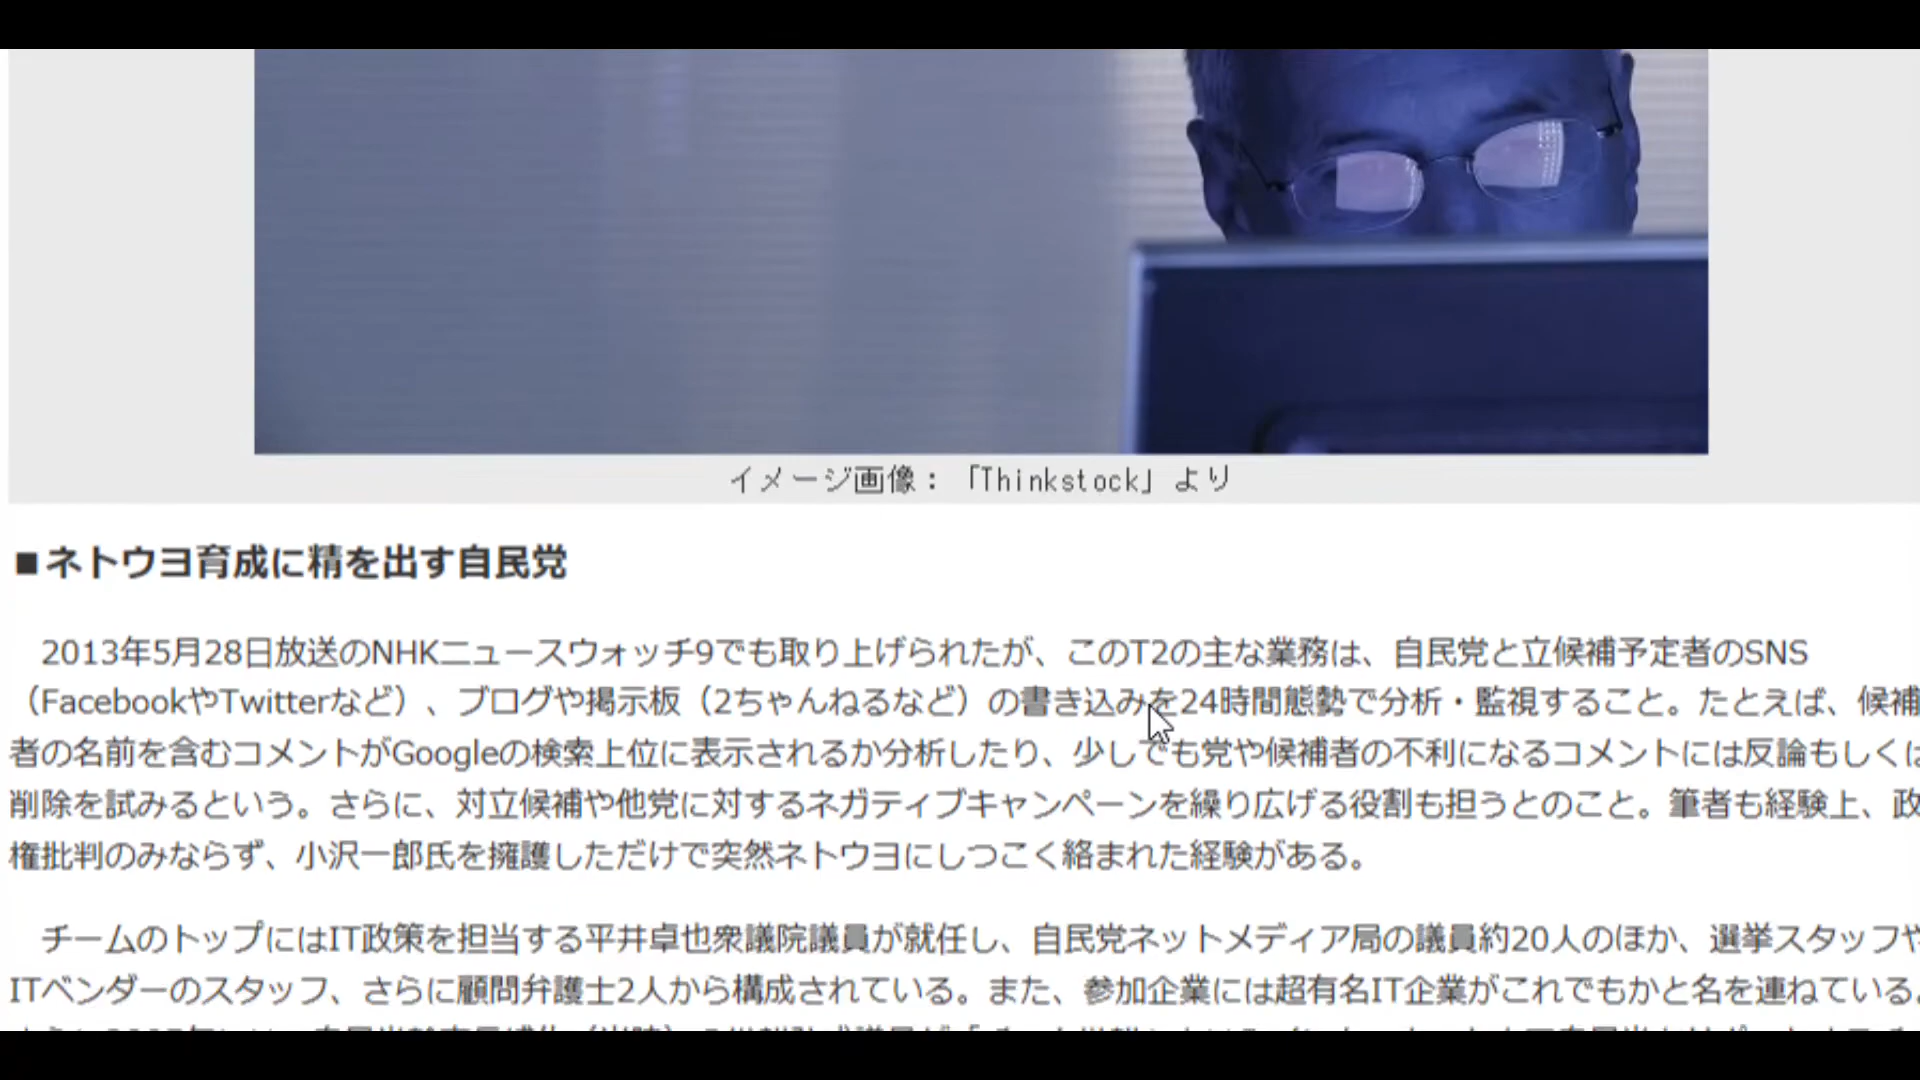 イメージ画像：「Thinkstock」より
■ネトウヨ育成に精を出す自民党
2013年5月28日放送のNHKニュースウォッチ9でも取り上げられたが、このT2の主な業務は、自民党と立候補予定者のSNS
（FacebookやTwitterなど）、ブログや掲示板（2ちゃんねるなど）の書き込みを24時間態勢で分析・監視すること。たとえば、候補
者の名前を含むコメントがGoogleの検索上位に表示されるか分析したり、少しでも党や候補者の不利になるコメントには反論もしくは
削除を試みるという。さらに、対立候補や他党に対するネガティブキャンペーンを繰り広げる役割も担うとのこと。筆者も経験上、政
権批判のみならず、小沢一郎氏を擁護しただけで突然ネトウヨにしつこく絡まれた経験がある。
チームのトップにはIT政策を担当する平井卓也衆議院議員が就任し、自民党ネットメディア局の議員約20人のほか、選挙スタッフや
ITベンダーのスタッフ、さらに顧問弁護士2人から構成されている。また、参加企業には超有名IT企業がこれでもかと名を連ねている。